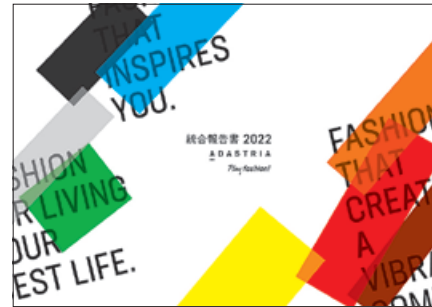 THAT
INSPIRES
YOU.
統合報告書 2022
ADASTRIA
Play fashion!
FASHION
THAT
CREAT
A
VIBRA
SHION
R LIVING
OUR
EST LIFE.